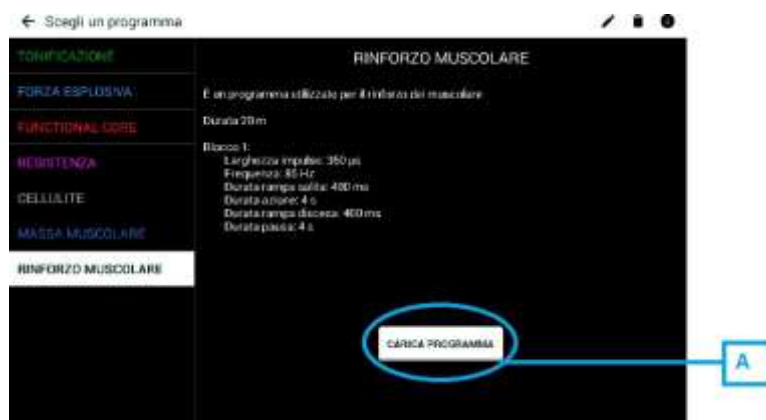 Scegli un programma
TONIFICAZIONE
FORZA ESPLOSIVA
FUNCTIONAL CORE
RESISTENZA
CELLULITE
MASSA MUSCOLARE
RINFORZO MUSCOLARE
RINFORZO MUSCOLARE
È un programma utilizzato per il rinforzo del muscolare
Durata 20 m
Blocco 1:
Larghezza impulso: 350 µs
Frequenza: 85 Hz
Durata rampa salita: 400 ms
Durata azione: 4 s
Durata rampa discesa: 400 ms
Durata pausa: 4 s
CARICA PROGRAMMA
A